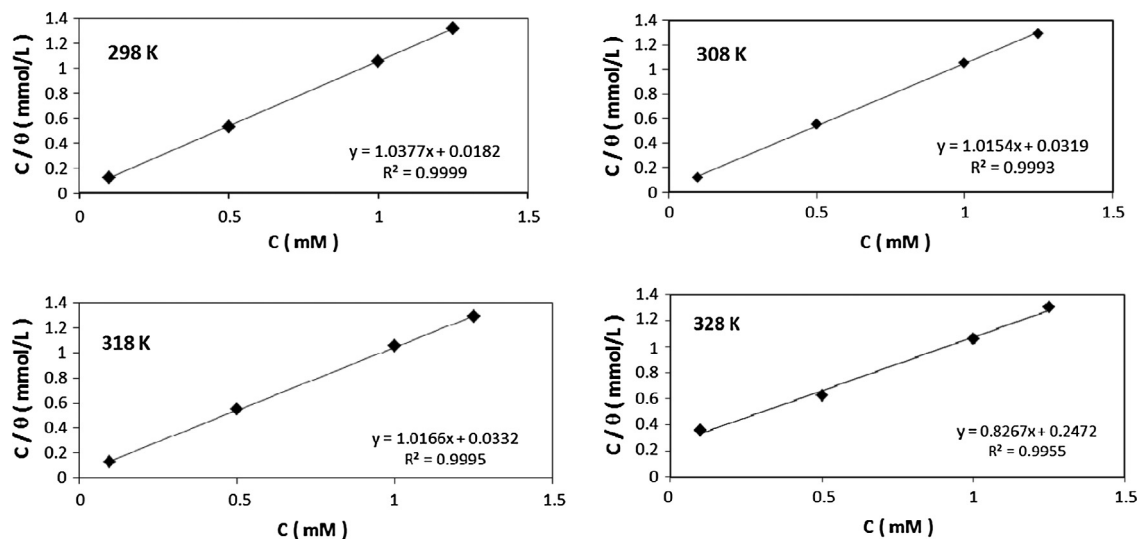 1.4
1.2
1
0.8
0.6
0.4
0.2
0
298 K
y = 1.0377x + 0.0182
R² = 0.9999
0
0.5
1
1.5
C ( mM )
C / θ ( mmol/L )
1.4
1.2
1
0.8
0.6
0.4
0.2
0
308 K
y = 1.0154x + 0.0319
R² = 0.9993
0
0.5
1
1.5
C ( mM )
C / θ ( mmol/L )
1.4
1.2
1
0.8
0.6
0.4
0.2
0
318 K
y = 1.0166x + 0.0332
R² = 0.9995
0
0.5
1
1.5
C ( mM )
C / θ ( mmol/L )
1.4
1.2
1
0.8
0.6
0.4
0.2
0
328 K
y = 0.8267x + 0.2472
R² = 0.9955
0
0.5
1
1.5
C ( mM )
C / θ ( mmol/L )